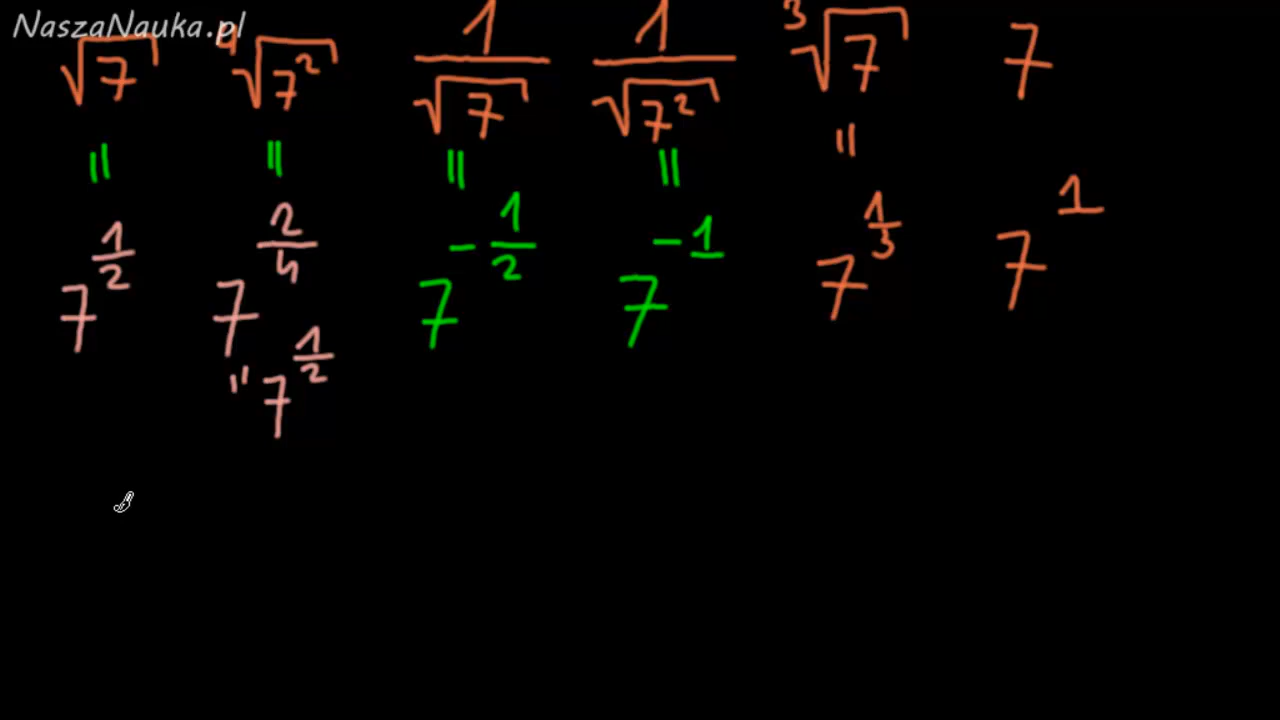 NaszaNauka.pl
√7 ⁴√7² 1/√7 1/√7² ³√7 7
= = = = =
7^(1/2) 7^(2/4) 7^(-1/2) 7^(-1) 7^(1/3) 7^1
= 7^(1/2)